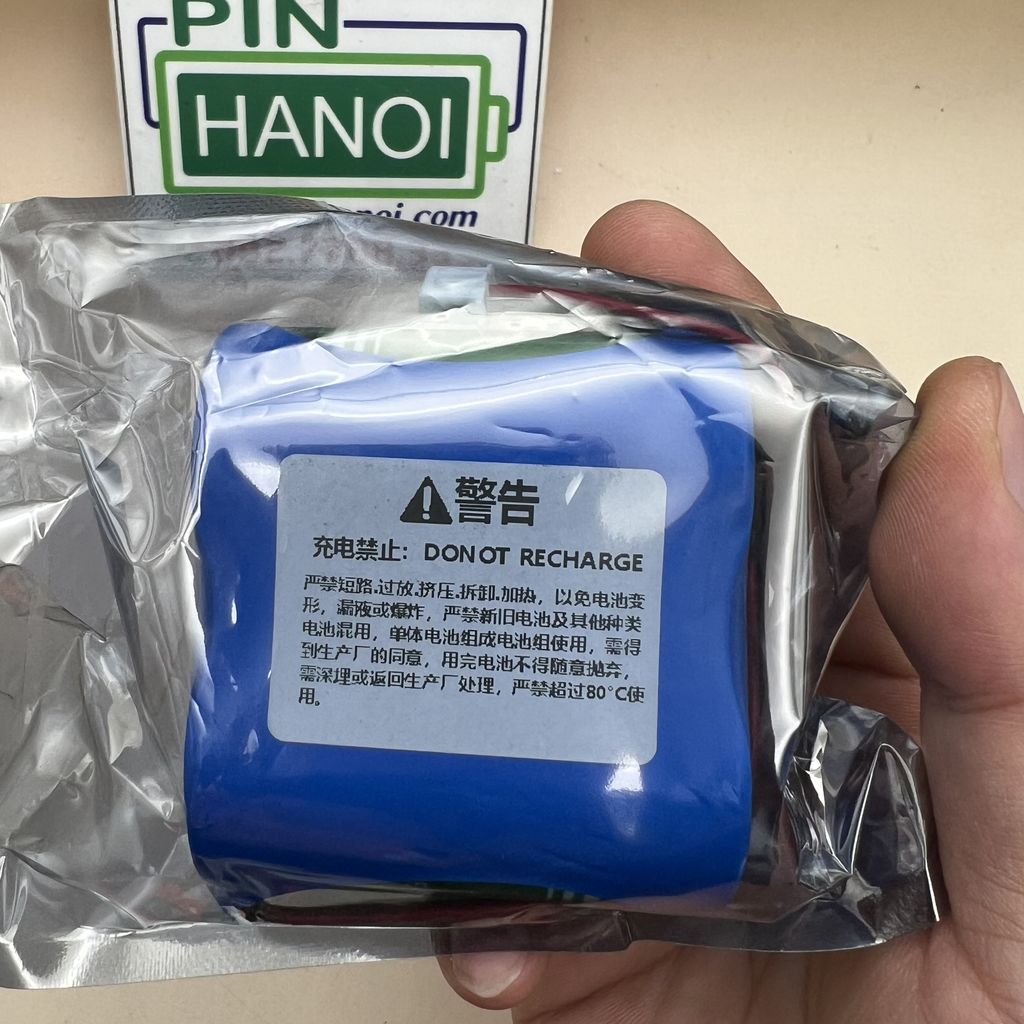 PIN
HANOI
noi.com
警告
充电禁止：DO NOT RECHARGE
严禁短路.过放.挤压.拆卸.加热，以免电池变
形，漏液或爆炸，严禁新旧电池及其他种类
电池混用，单体电池组成电池组使用，需得
到生产厂的同意，用完电池不得随意抛弃，
需深埋或返回生产厂处理，严禁超过80°C使
用。